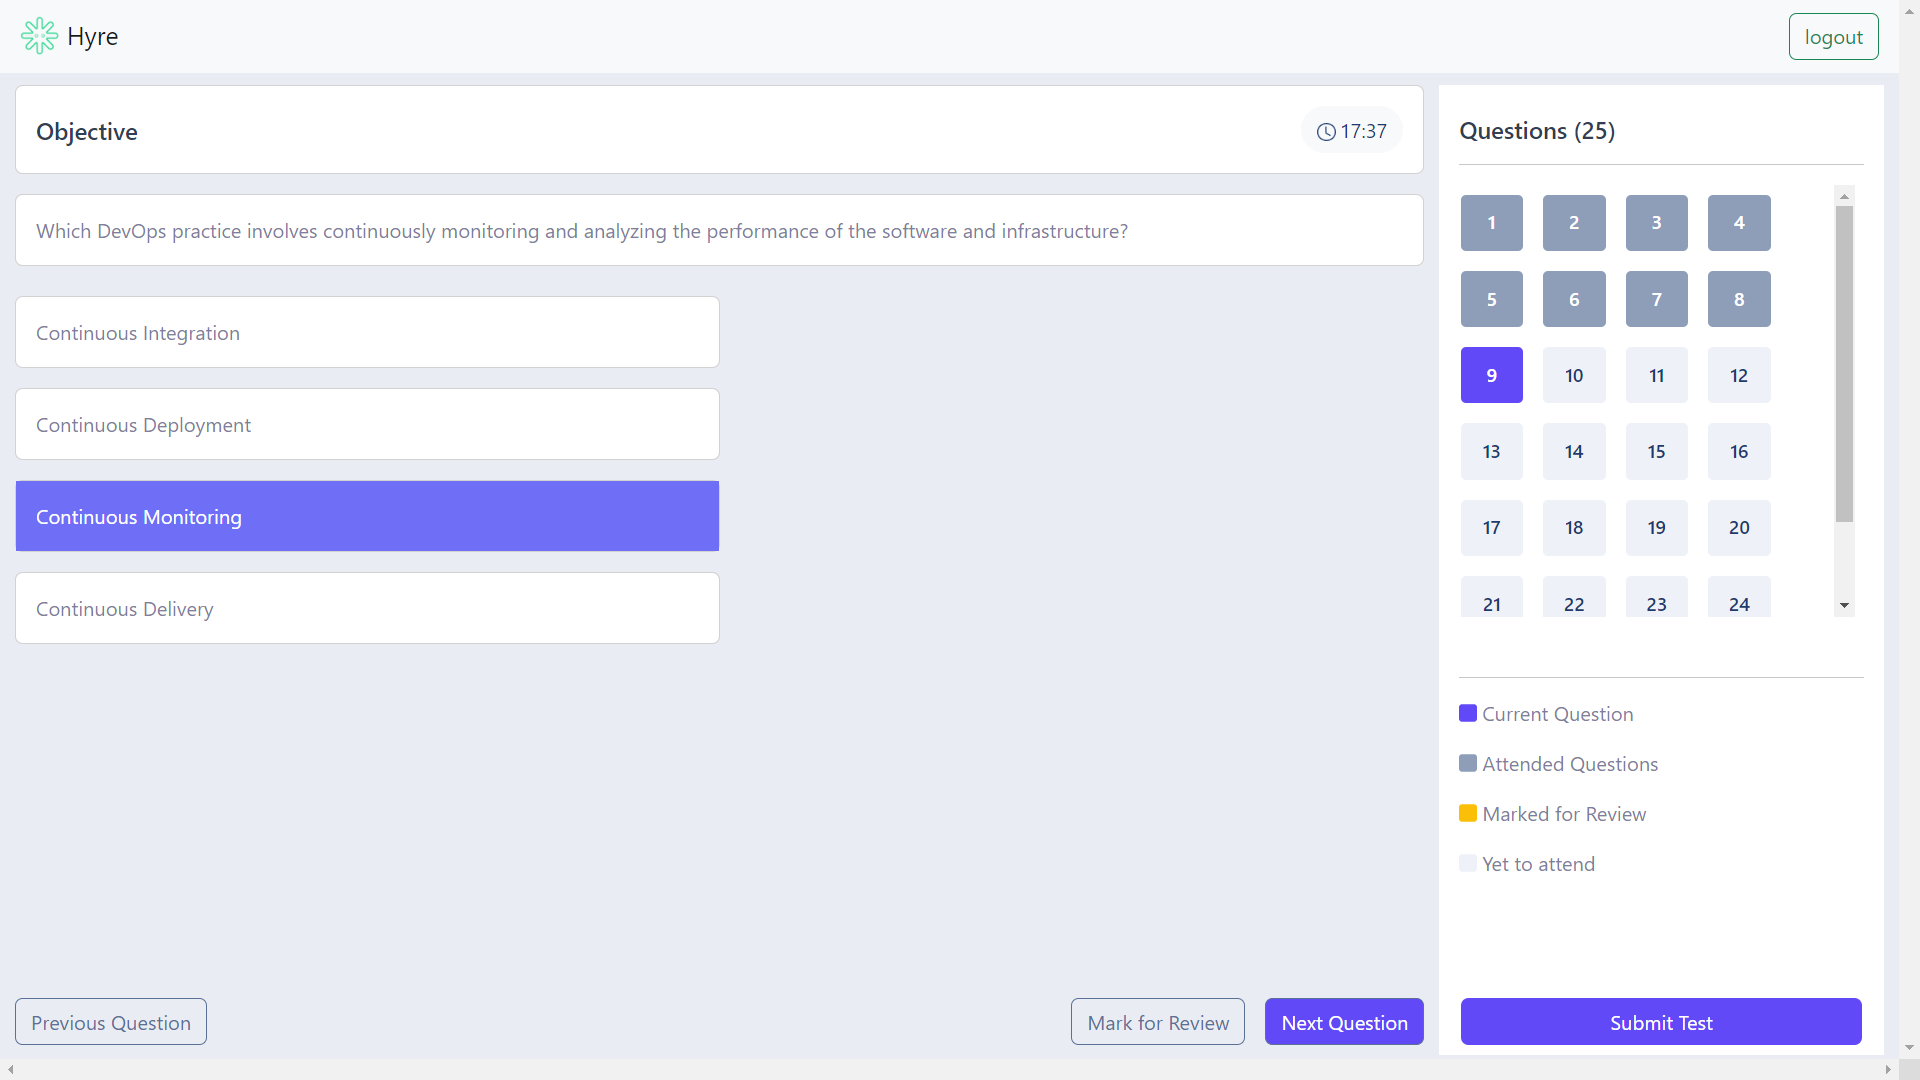 Hyre
logout
Objective
17:37
Which DevOps practice involves continuously monitoring and analyzing the performance of the software and infrastructure?
Continuous Integration
Continuous Deployment
Continuous Monitoring
Continuous Delivery
Previous Question
Mark for Review
Next Question
Questions (25)
1 2 3 4
5 6 7 8
9 10 11 12
13 14 15 16
17 18 19 20
21 22 23 24
Current Question
Attended Questions
Marked for Review
Yet to attend
Submit Test